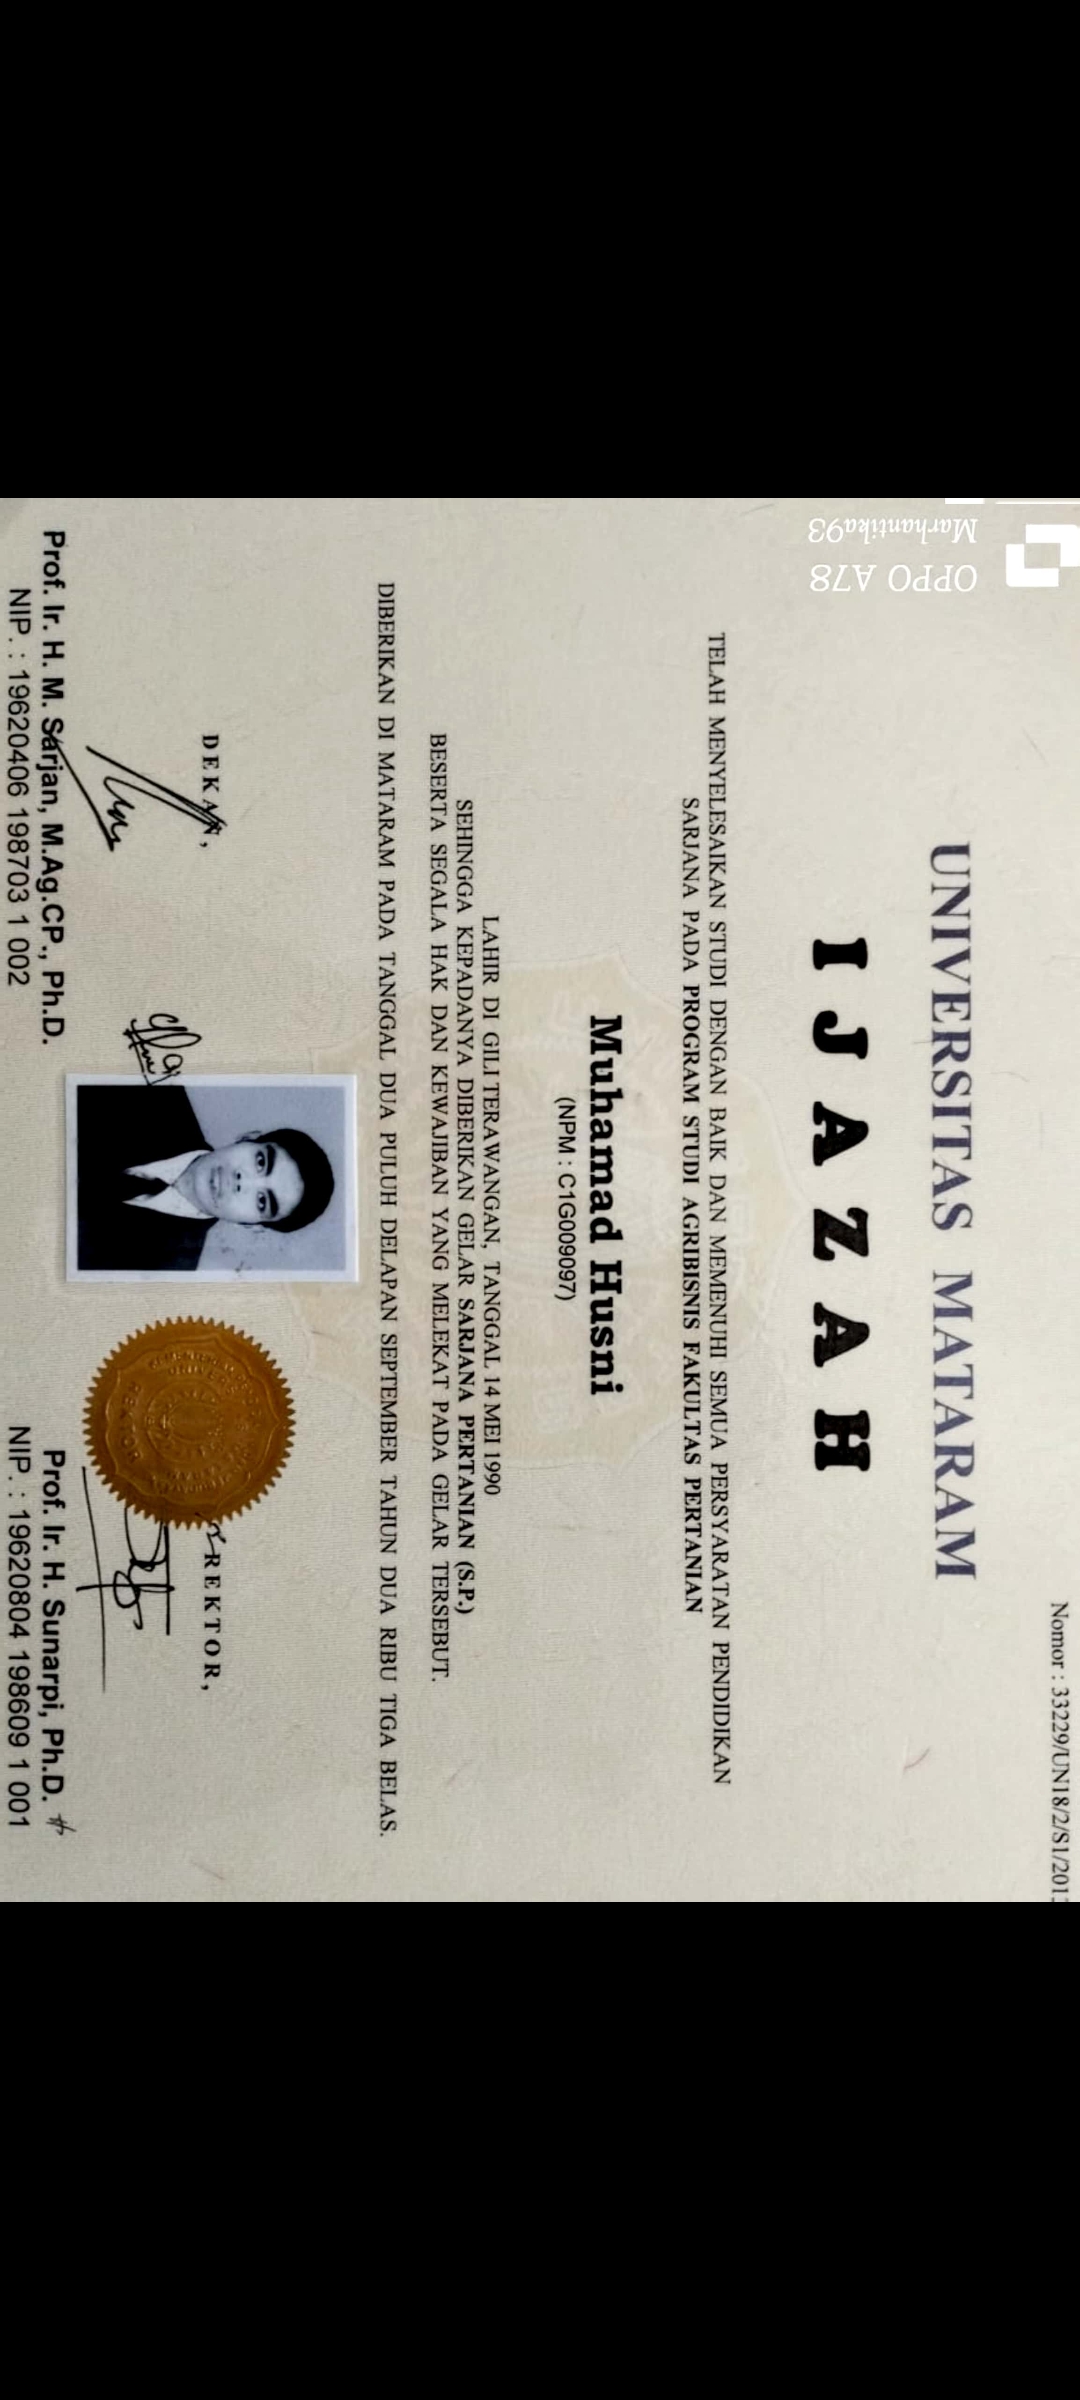 Nomor : 33229/UN18/2/S1/201
UNIVERSITAS MATARAM
IJAZAH
TELAH MENYELESAIKAN STUDI DENGAN BAIK DAN MEMENUHI SEMUA PERSYARATAN PENDIDIKAN
SARJANA PADA PROGRAM STUDI AGRIBISNIS FAKULTAS PERTANIAN
Muhamad Husni
(NPM : C1G009097)
LAHIR DI GILI TERAWANGAN, TANGGAL 14 MEI 1990
SEHINGGA KEPADANYA DIBERIKAN GELAR SARJANA PERTANIAN (S.P.)
BESERTA SEGALA HAK DAN KEWAJIBAN YANG MELEKAT PADA GELAR TERSEBUT.
DIBERIKAN DI MATARAM PADA TANGGAL DUA PULUH DELAPAN SEPTEMBER TAHUN DUA RIBU TIGA BELAS.
DEKAN,
Prof. Ir. H. M. Sarjan, M.Ag.CP., Ph.D.
NIP. : 19620406 198703 1 002
REKTOR,
Prof. Ir. H. Sunarpi, Ph.D.
NIP. : 19620804 198609 1 001
REKTOR
OPPO A78
Marhantika93